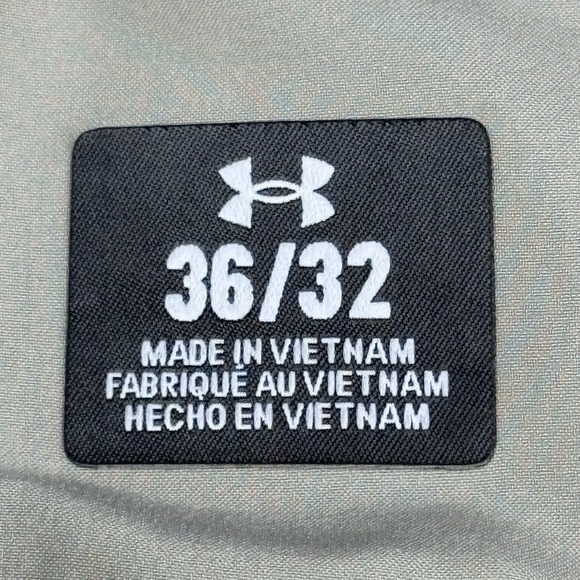 36/32
MADE IN VIETNAM
FABRIQUÉ AU VIETNAM
HECHO EN VIETNAM